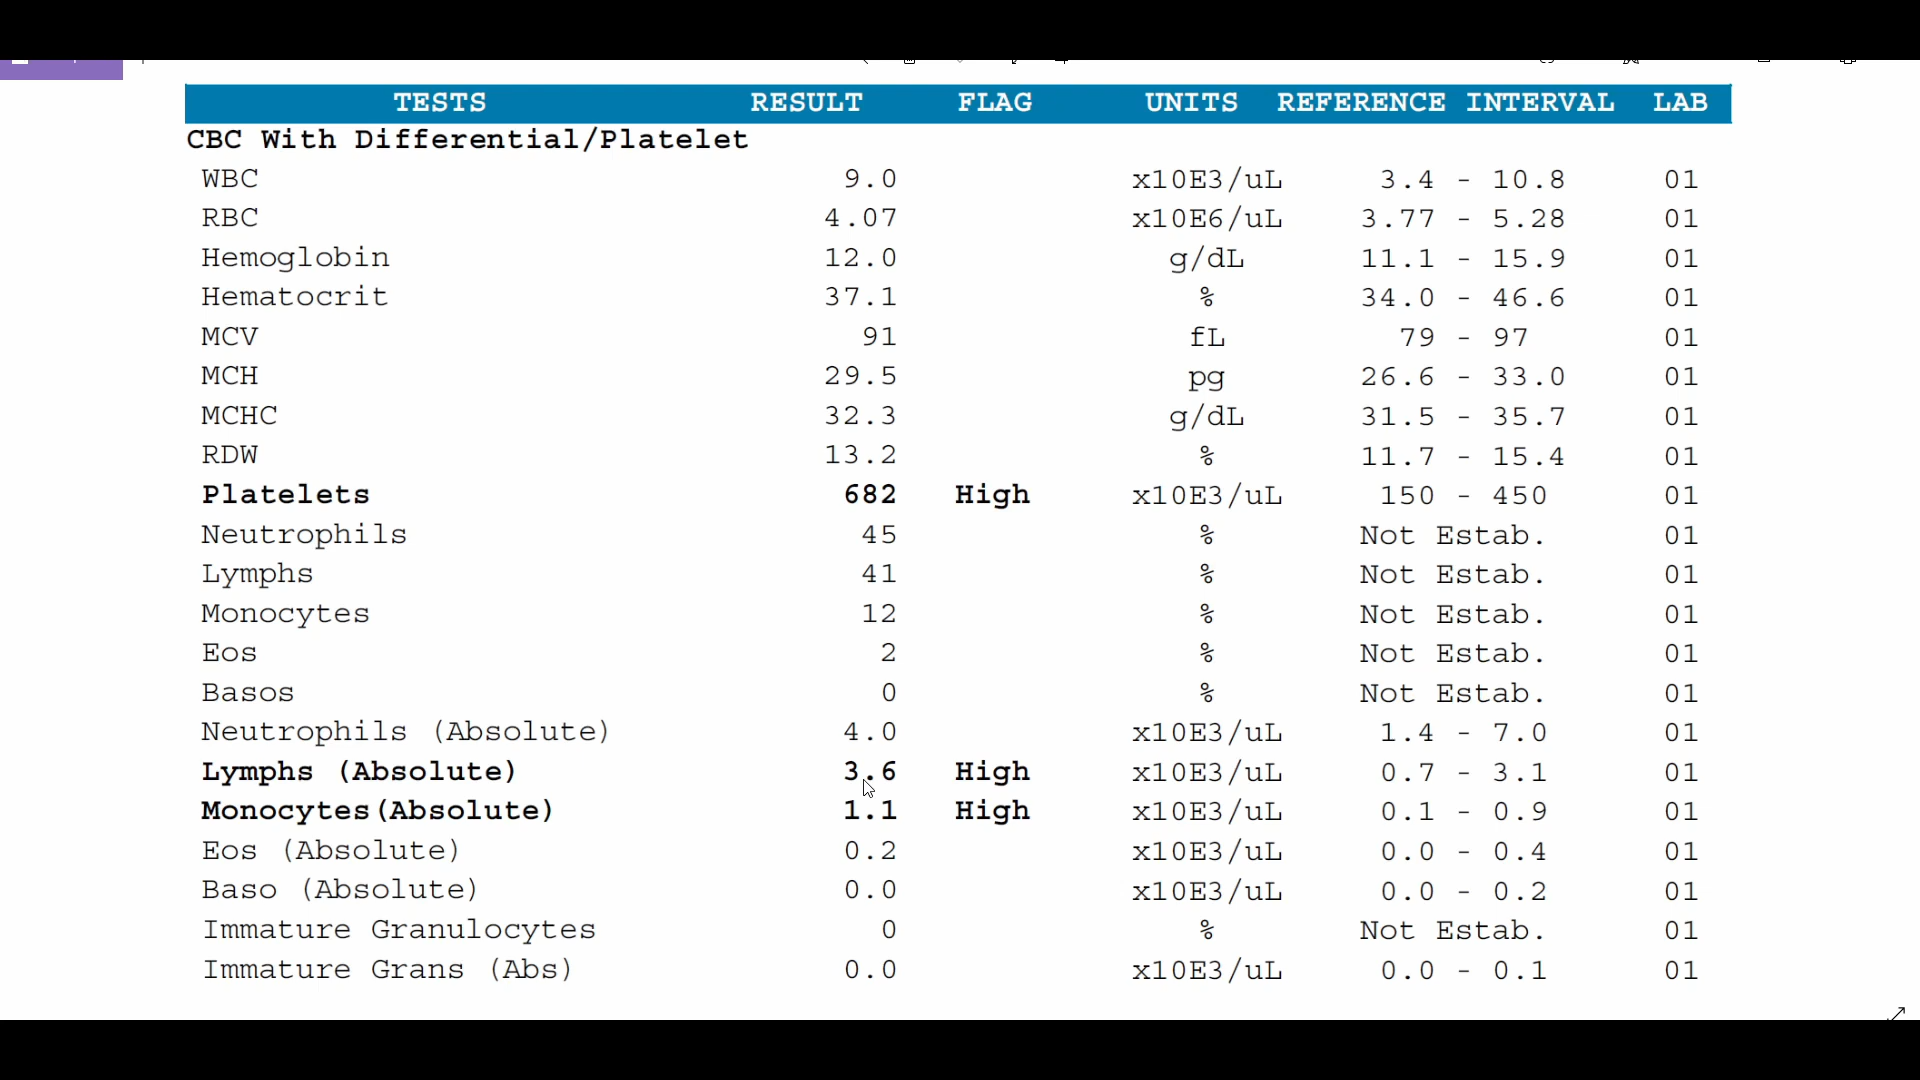 TESTS RESULT FLAG UNITS REFERENCE INTERVAL LAB
CBC With Differential/Platelet
WBC 9.0 x10E3/uL 3.4 - 10.8 01
RBC 4.07 x10E6/uL 3.77 - 5.28 01
Hemoglobin 12.0 g/dL 11.1 - 15.9 01
Hematocrit 37.1 % 34.0 - 46.6 01
MCV 91 fL 79 - 97 01
MCH 29.5 pg 26.6 - 33.0 01
MCHC 32.3 g/dL 31.5 - 35.7 01
RDW 13.2 % 11.7 - 15.4 01
Platelets 682 High x10E3/uL 150 - 450 01
Neutrophils 45 % Not Estab. 01
Lymphs 41 % Not Estab. 01
Monocytes 12 % Not Estab. 01
Eos 2 % Not Estab. 01
Basos 0 % Not Estab. 01
Neutrophils (Absolute) 4.0 x10E3/uL 1.4 - 7.0 01
Lymphs (Absolute) 3.6 High x10E3/uL 0.7 - 3.1 01
Monocytes(Absolute) 1.1 High x10E3/uL 0.1 - 0.9 01
Eos (Absolute) 0.2 x10E3/uL 0.0 - 0.4 01
Baso (Absolute) 0.0 x10E3/uL 0.0 - 0.2 01
Immature Granulocytes 0 % Not Estab. 01
Immature Grans (Abs) 0.0 x10E3/uL 0.0 - 0.1 01